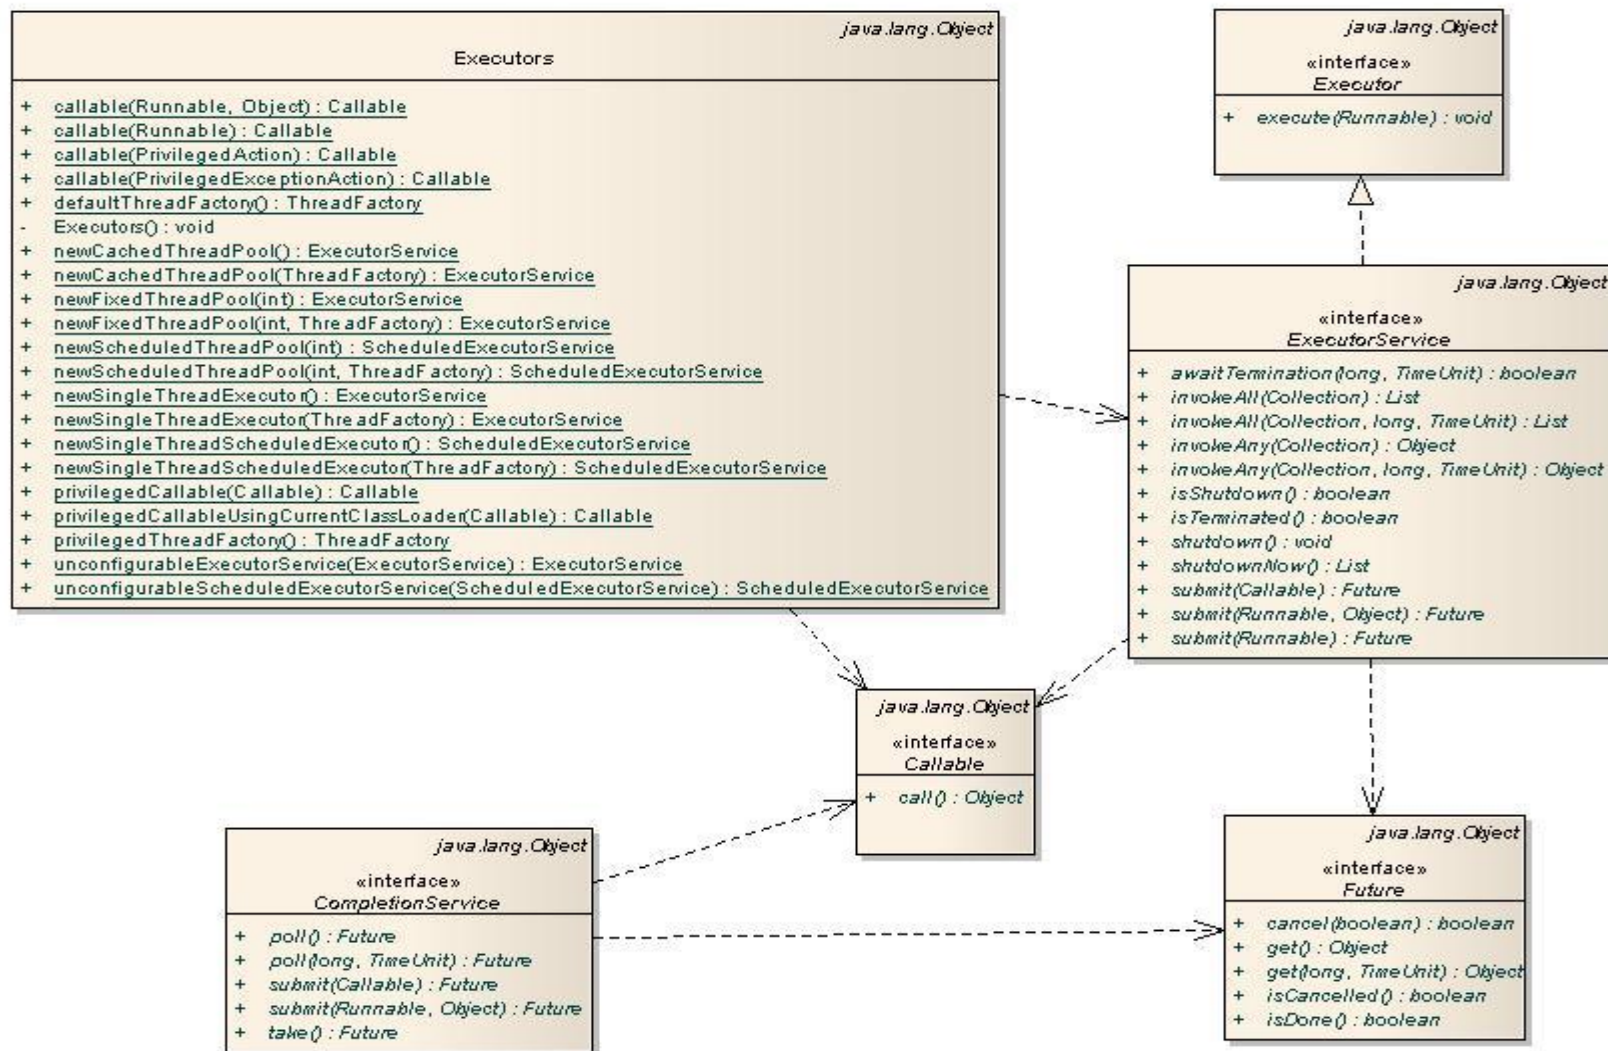 java.lang.Object
Executors
+ callable(Runnable, Object) : Callable
+ callable(Runnable) : Callable
+ callable(PrivilegedAction) : Callable
+ callable(PrivilegedExceptionAction) : Callable
+ defaultThreadFactory() : ThreadFactory
- Executors() : void
+ newCachedThreadPool() : ExecutorService
+ newCachedThreadPool(ThreadFactory) : ExecutorService
+ newFixedThreadPool(int) : ExecutorService
+ newFixedThreadPool(int, ThreadFactory) : ExecutorService
+ newScheduledThreadPool(int) : ScheduledExecutorService
+ newScheduledThreadPool(int, ThreadFactory) : ScheduledExecutorService
+ newSingleThreadExecutor() : ExecutorService
+ newSingleThreadExecutor(ThreadFactory) : ExecutorService
+ newSingleThreadScheduledExecutor() : ScheduledExecutorService
+ newSingleThreadScheduledExecutor(ThreadFactory) : ScheduledExecutorService
+ privilegedCallable(Callable) : Callable
+ privilegedCallableUsingCurrentClassLoader(Callable) : Callable
+ privilegedThreadFactory() : ThreadFactory
+ unconfigurableExecutorService(ExecutorService) : ExecutorService
+ unconfigurableScheduledExecutorService(ScheduledExecutorService) : ScheduledExecutorService
java.lang.Object
«interface»
Executor
+ execute(Runnable) : void
java.lang.Object
«interface»
ExecutorService
+ awaitTermination(long, TimeUnit) : boolean
+ invokeAll(Collection) : List
+ invokeAll(Collection, long, TimeUnit) : List
+ invokeAny(Collection) : Object
+ invokeAny(Collection, long, TimeUnit) : Object
+ isShutdown() : boolean
+ isTerminated() : boolean
+ shutdown() : void
+ shutdownNow() : List
+ submit(Callable) : Future
+ submit(Runnable, Object) : Future
+ submit(Runnable) : Future
java.lang.Object
«interface»
Callable
+ call() : Object
java.lang.Object
«interface»
CompletionService
+ poll() : Future
+ poll(long, TimeUnit) : Future
+ submit(Callable) : Future
+ submit(Runnable, Object) : Future
+ take() : Future
java.lang.Object
«interface»
Future
+ cancel(boolean) : boolean
+ get() : Object
+ get(long, TimeUnit) : Object
+ isCancelled() : boolean
+ isDone() : boolean